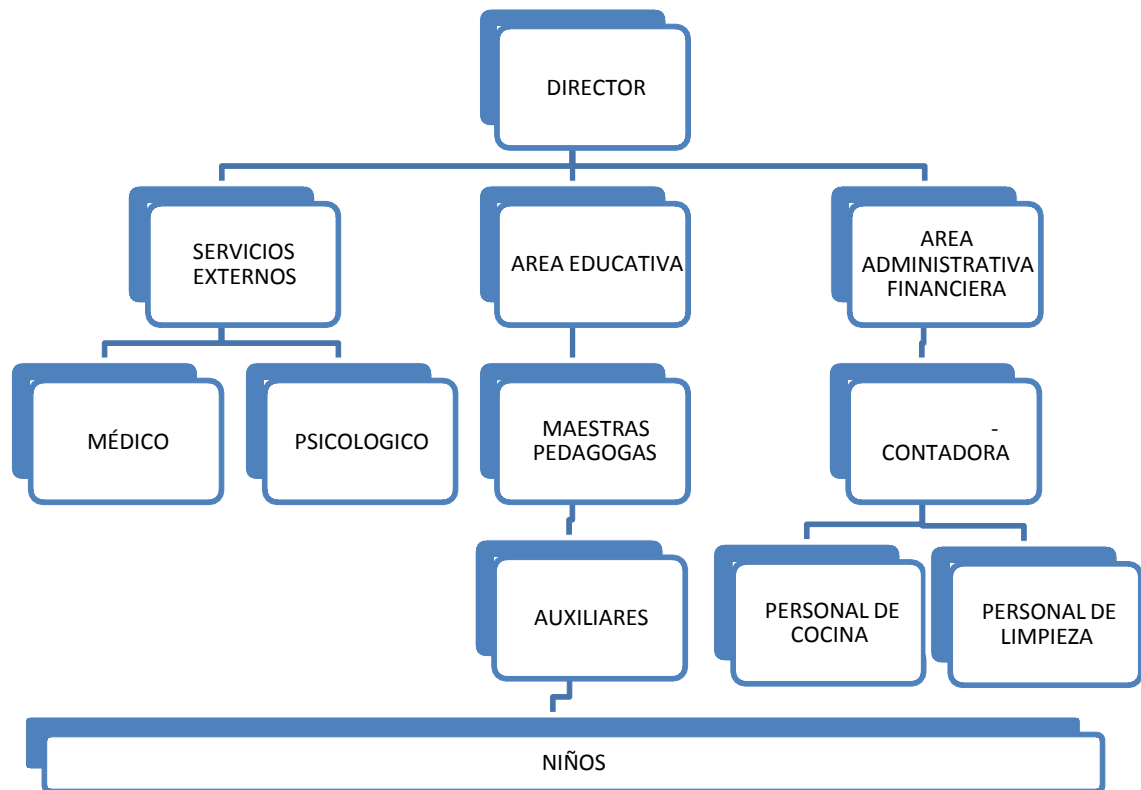 DIRECTOR
SERVICIOS
EXTERNOS
AREA EDUCATIVA
AREA
ADMINISTRATIVA
FINANCIERA
MÉDICO
PSICOLOGICO
MAESTRAS
PEDAGOGAS
-
CONTADORA
AUXILIARES
PERSONAL DE
COCINA
PERSONAL DE
LIMPIEZA
NIÑOS